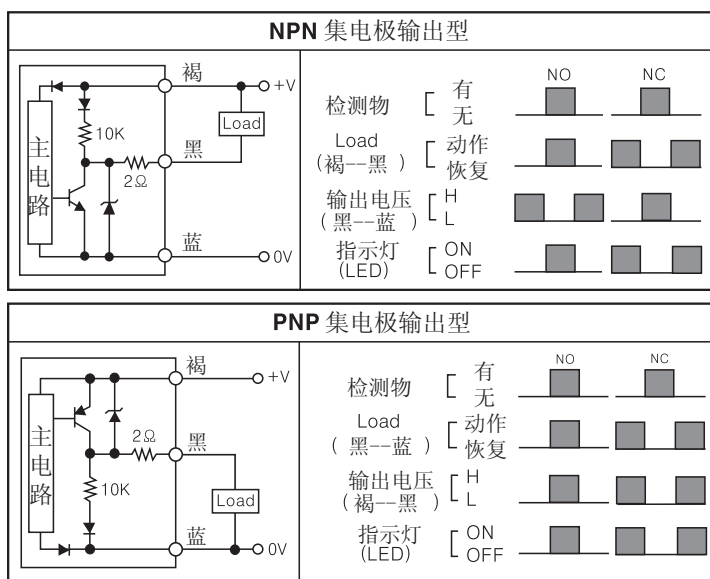 NPN 集电极输出型
褐
+V
Load
10K
黑
2Ω
主电路
蓝
0V
NO
NC
检测物
有
无
Load
(褐--黑 )
动作
恢复
输出电压
( 黑--蓝 )
H
L
指示灯
(LED)
ON
OFF
PNP 集电极输出型
褐
+V
2Ω
黑
主电路
10K
Load
蓝
0V
NO
NC
检测物
有
无
Load
( 黑--蓝 )
动作
恢复
输出电压
(褐--黑 )
H
L
指示灯
(LED)
ON
OFF